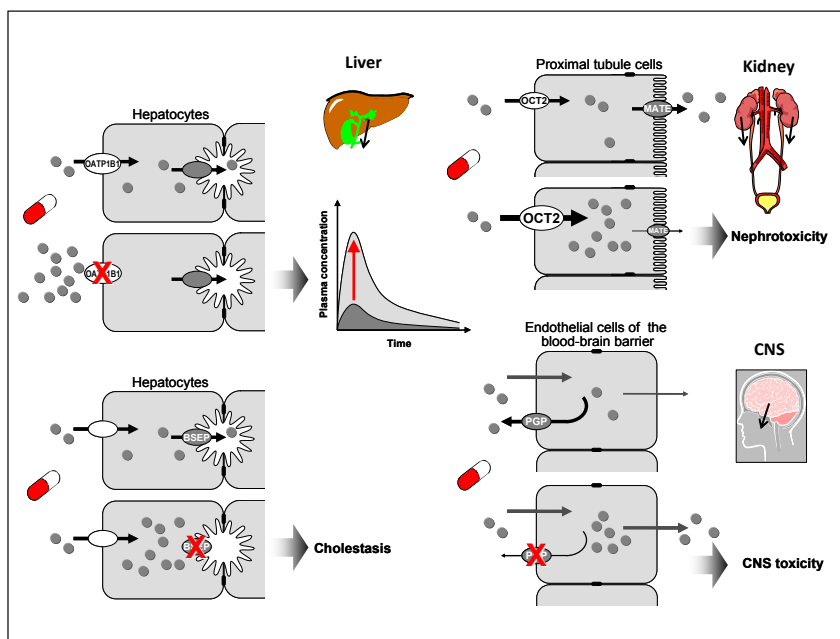 Liver
Hepatocytes
OATP1B1
Plasma concentration
Time
Hepatocytes
BSEP
Cholestasis
Proximal tubule cells
Kidney
OCT2
MATE
OCT2
MATE
Nephrotoxicity
Endothelial cells of the
blood-brain barrier
CNS
PGP
CNS toxicity